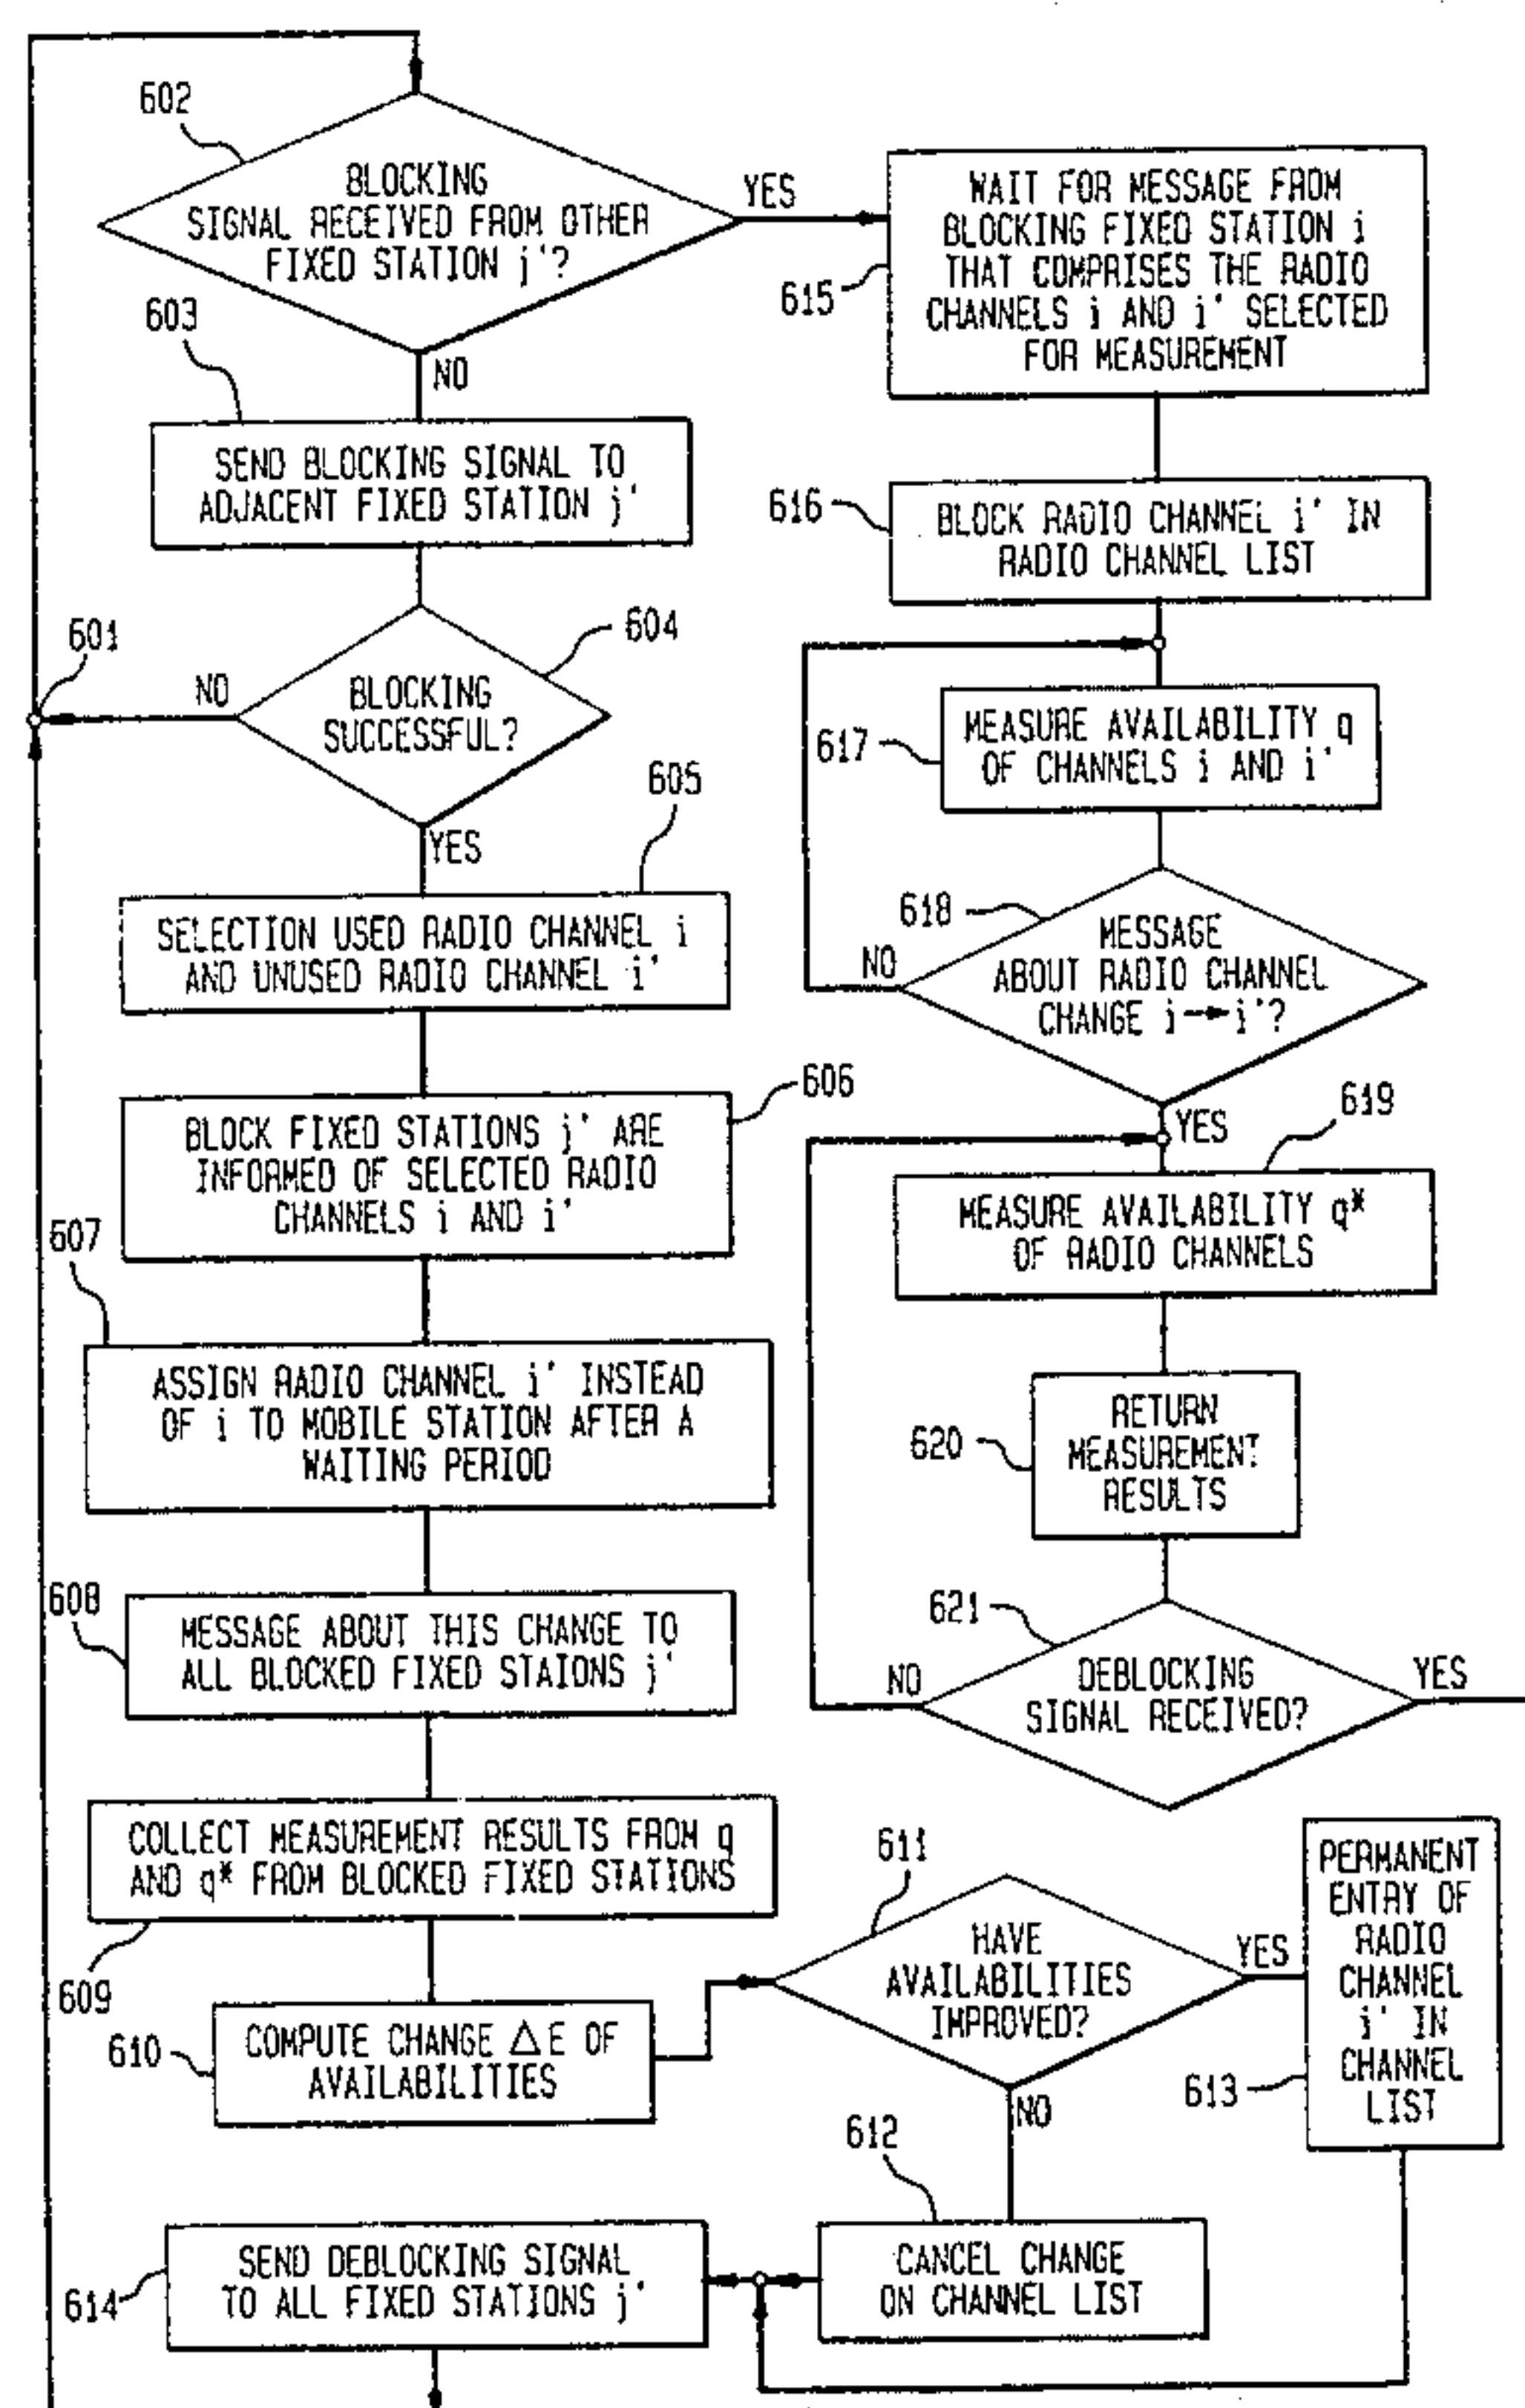 602
BLOCKING
SIGNAL RECEIVED FROM OTHER
FIXED STATION j'?
YES
NO
603
SEND BLOCKING SIGNAL TO
ADJACENT FIXED STATION j'
601
604
BLOCKING
SUCCESSFUL?
NO
YES
605
SELECTION USED RADIO CHANNEL i
AND UNUSED RADIO CHANNEL i'
606
BLOCK FIXED STATIONS j' ARE
INFORMED OF SELECTED RADIO
CHANNELS i AND i'
607
ASSIGN RADIO CHANNEL i' INSTEAD
OF i TO MOBILE STATION AFTER A
WAITING PERIOD
608
MESSAGE ABOUT THIS CHANGE TO
ALL BLOCKED FIXED STAIONS j'
COLLECT MEASUREMENT RESULTS FROM q
AND q* FROM BLOCKED FIXED STATIONS
609
610
COMPUTE CHANGE △E OF
AVAILABILITIES
611
HAVE
AVAILABILITIES
IMPROVED?
YES
NO
612
CANCEL CHANGE
ON CHANNEL LIST
613
PERMANENT
ENTRY OF
RADIO
CHANNEL
i' IN
CHANNEL
LIST
614
SEND DEBLOCKING SIGNAL
TO ALL FIXED STATIONS j'
615
WAIT FOR MESSAGE FROM
BLOCKING FIXED STATION i
THAT COMPRISES THE RADIO
CHANNELS i AND i' SELECTED
FOR MEASUREMENT
616
BLOCK RADIO CHANNEL i' IN
RADIO CHANNEL LIST
617
MEASURE AVAILABILITY q
OF CHANNELS i AND i'
618
MESSAGE
ABOUT RADIO CHANNEL
CHANGE i→i'?
NO
YES
619
MEASURE AVAILABILITY q*
OF RADIO CHANNELS
620
RETURN
MEASUREMENT
RESULTS
621
DEBLOCKING
SIGNAL RECEIVED?
NO
YES